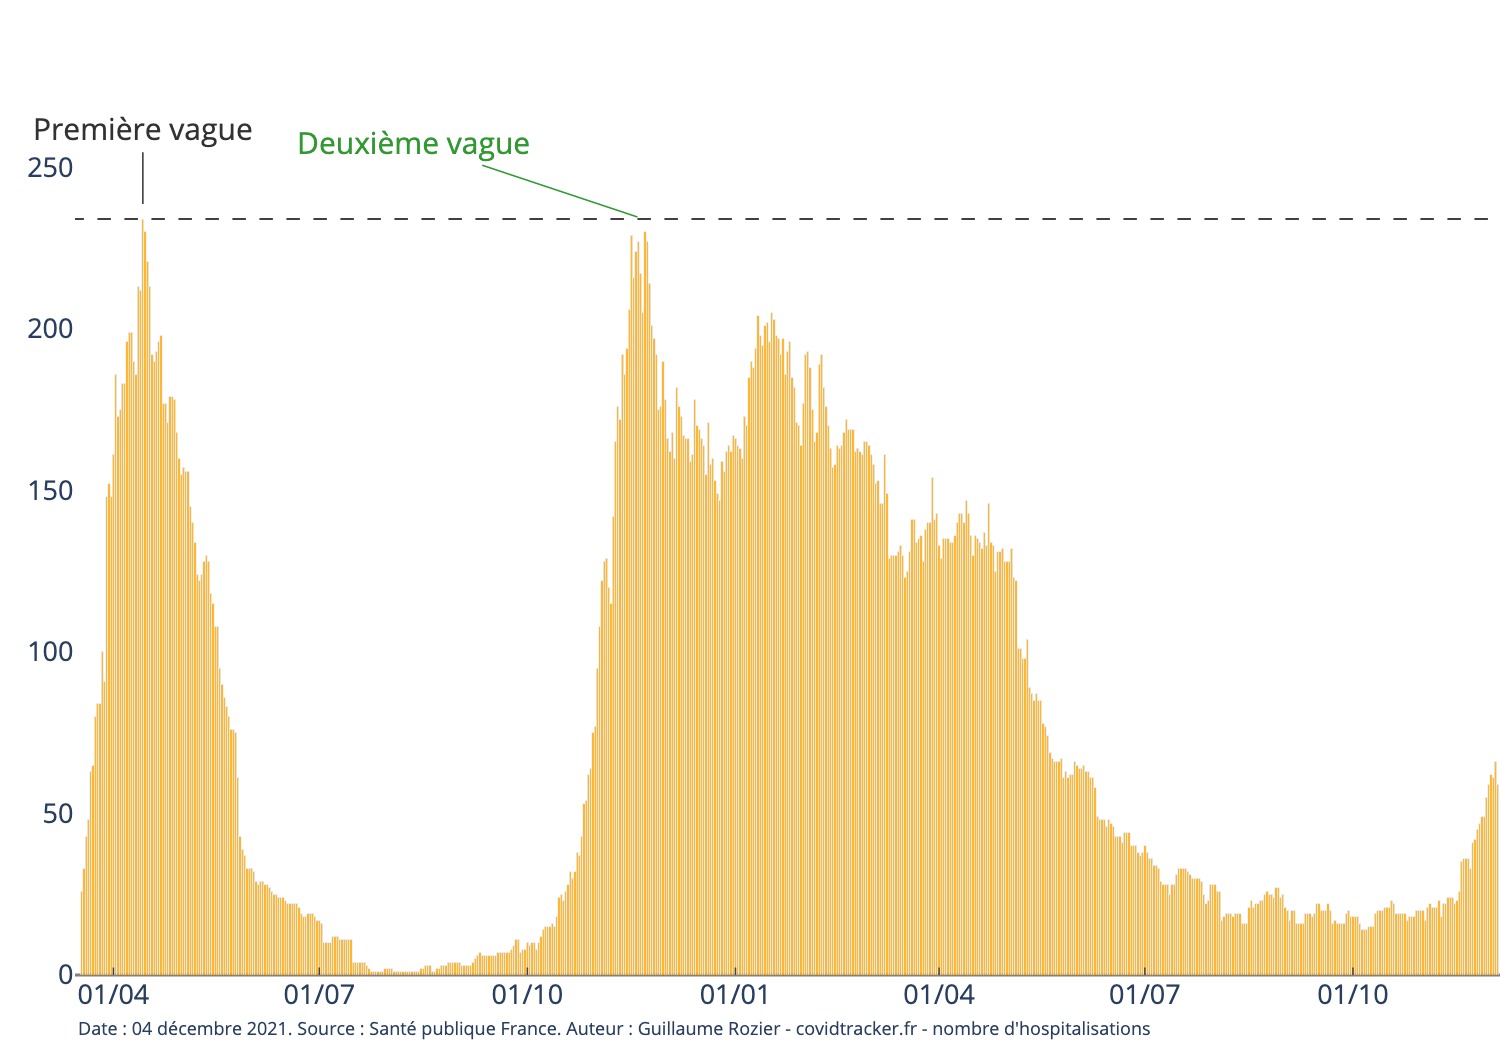 Première vague
Deuxième vague
250
200
150
100
50
0
01/04 01/07 01/10 01/01 01/04 01/07 01/10
Date : 04 décembre 2021. Source : Santé publique France. Auteur : Guillaume Rozier - covidtracker.fr - nombre d'hospitalisations